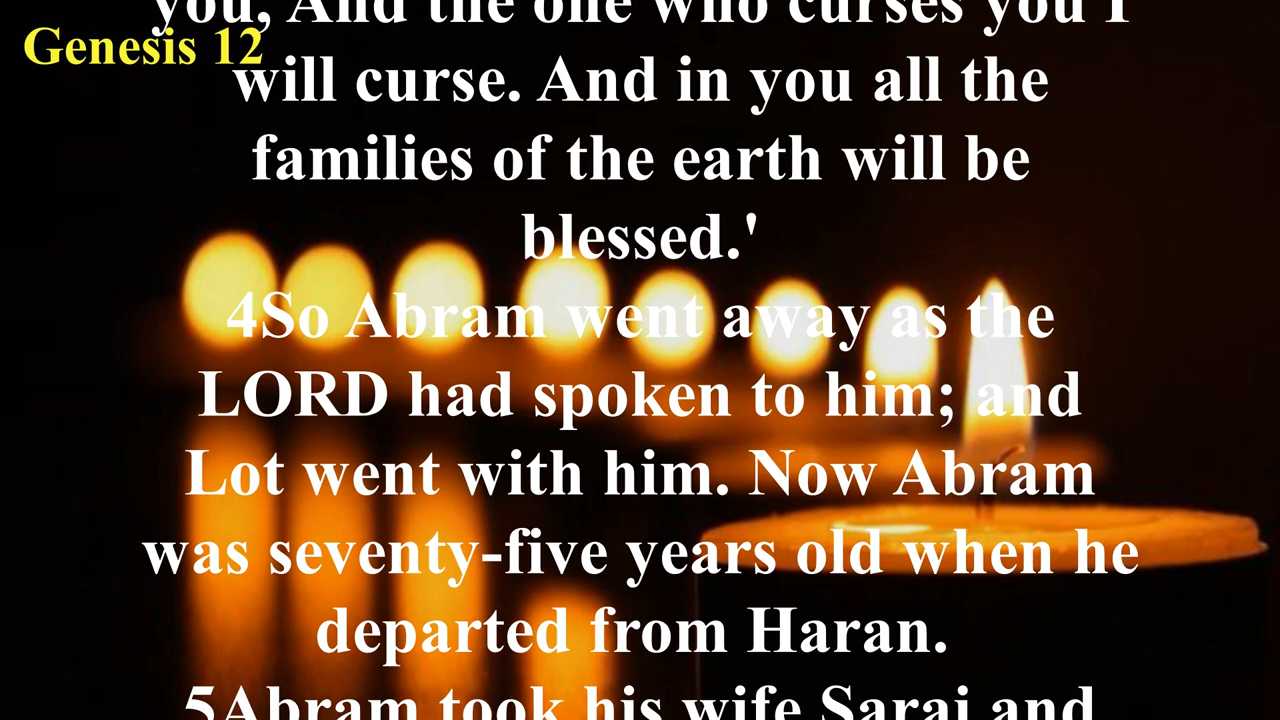 you, And the one who curses you I
Genesis 12
will curse. And in you all the
families of the earth will be
blessed.'
4So Abram went away as the
LORD had spoken to him; and
Lot went with him. Now Abram
was seventy-five years old when he
departed from Haran.
5Abram took his wife Sarai and